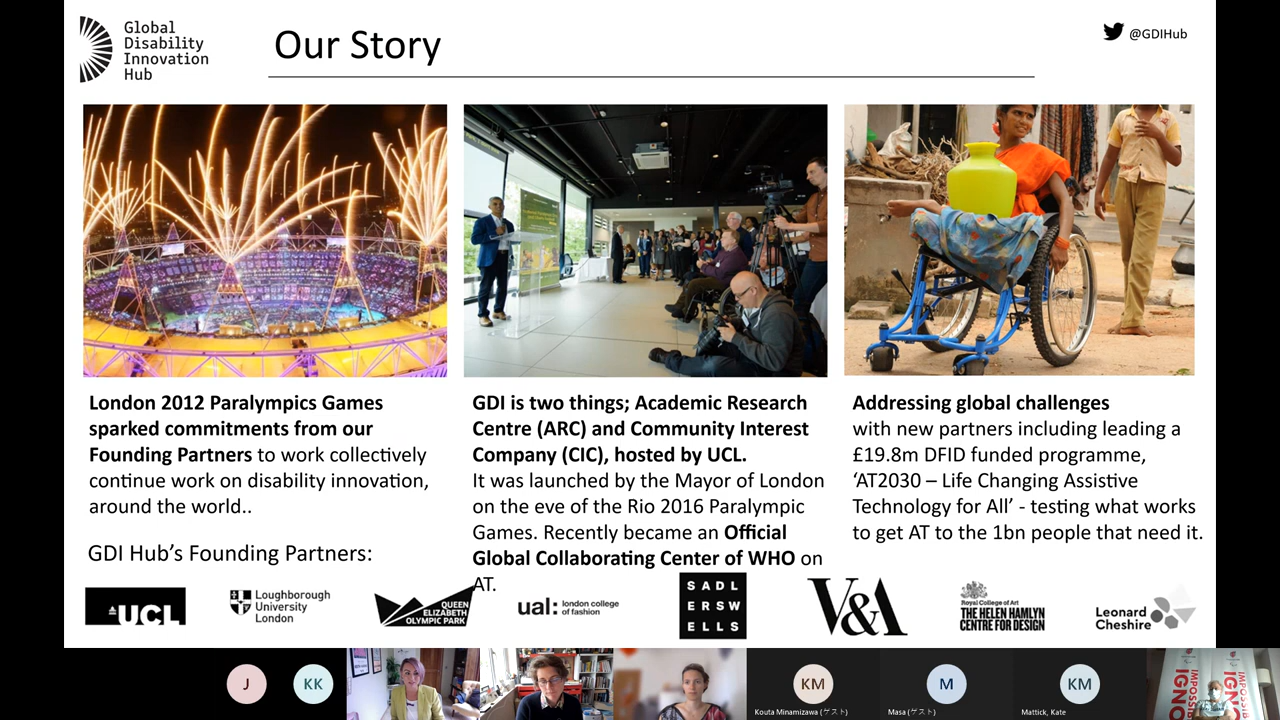 Global
Disability
Innovation
Hub
Our Story
@GDIHub
London 2012 Paralympics Games
sparked commitments from our
Founding Partners to work collectively
continue work on disability innovation,
around the world..
GDI Hub's Founding Partners:
GDI is two things; Academic Research
Centre (ARC) and Community Interest
Company (CIC), hosted by UCL.
It was launched by the Mayor of London
on the eve of the Rio 2016 Paralympic
Games. Recently became an Official
Global Collaborating Center of WHO on
AT.
Addressing global challenges
with new partners including leading a
£19.8m DFID funded programme,
‘AT2030 – Life Changing Assistive
Technology for All’ - testing what works
to get AT to the 1bn people that need it.
UCL
Loughborough
University
London
QUEEN
ELIZABETH
OLYMPIC PARK
ual: london college
of fashion
SADL
ERSW
ELLS
V&A
Royal College of Art
THE HELEN HAMLYN
CENTRE FOR DESIGN
Leonard
Cheshire
J
KK
KM
Kouta Minamizawa (ゲスト)
M
Masa (ゲスト)
KM
Mattick, Kate